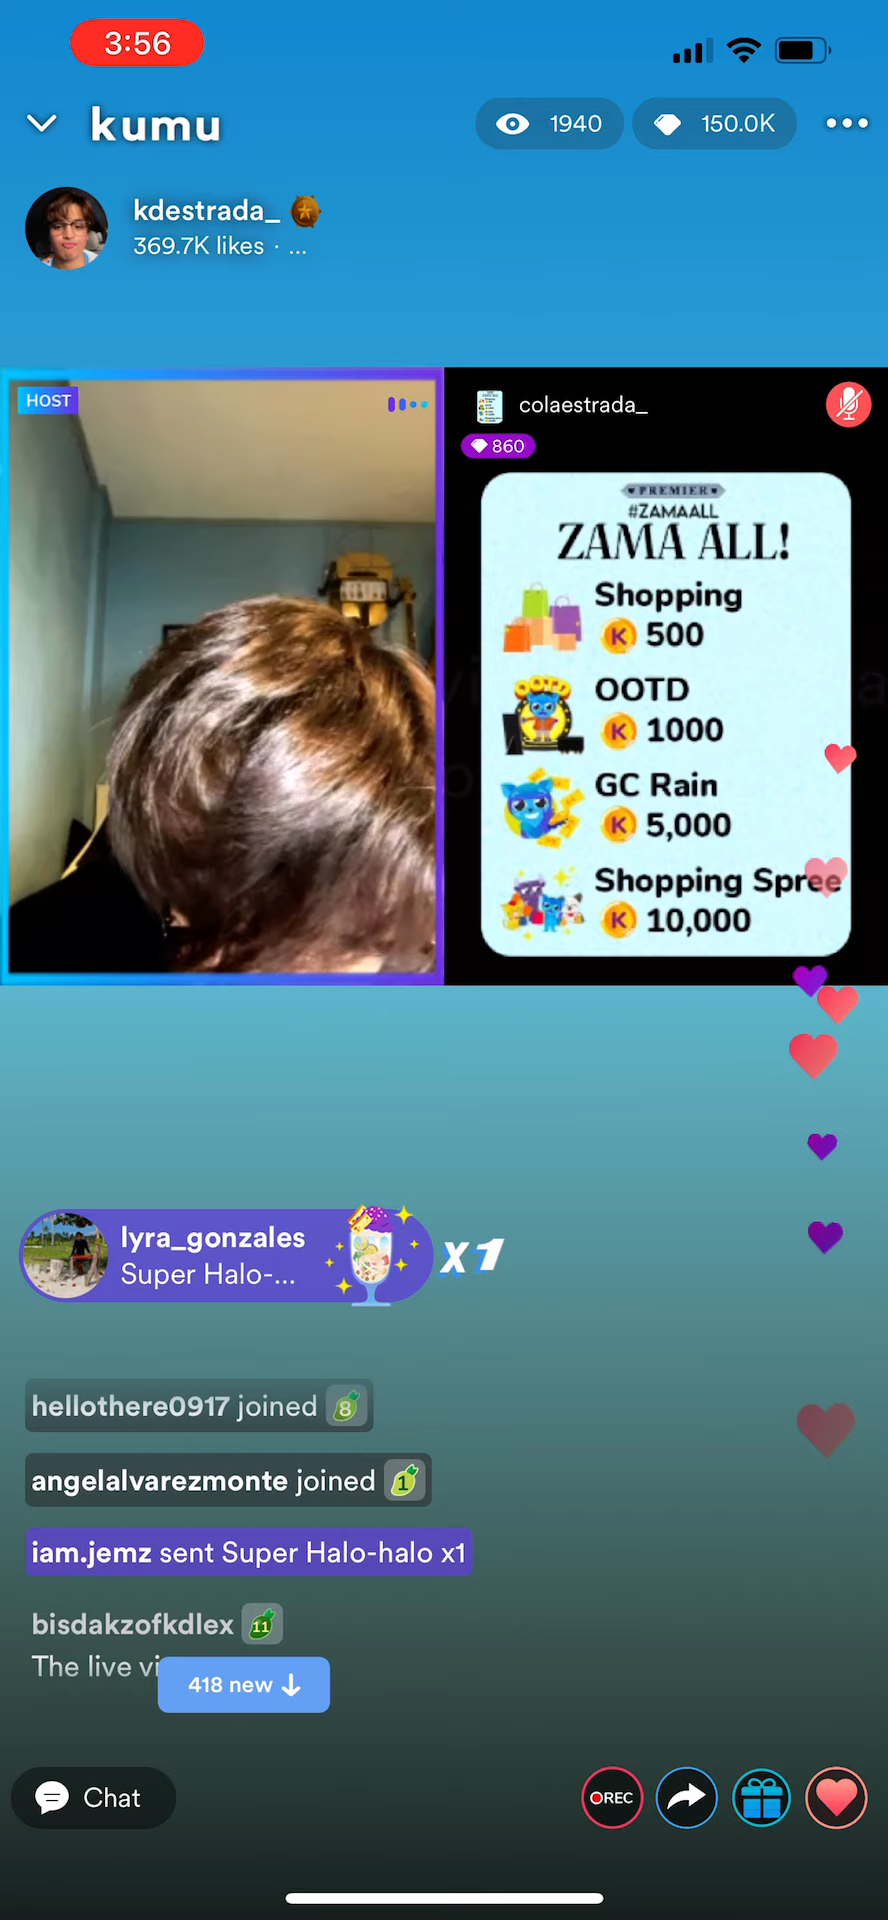 3:56
kumu
1940
150.0K
kdestrada_
369.7K likes · ...
HOST
colaestrada_
860
PREMIER
#ZAMAALL
ZAMA ALL!
Shopping
K 500
OOTD
OOTD
K 1000
GC Rain
K 5,000
Shopping Spree
K 10,000
lyra_gonzales
Super Halo-...
x1
hellothere0917 joined 8
angelalvarezmonte joined 1
iam.jemz sent Super Halo-halo x1
bisdakzofkdlex 11
The live vi
418 new
Chat
REC